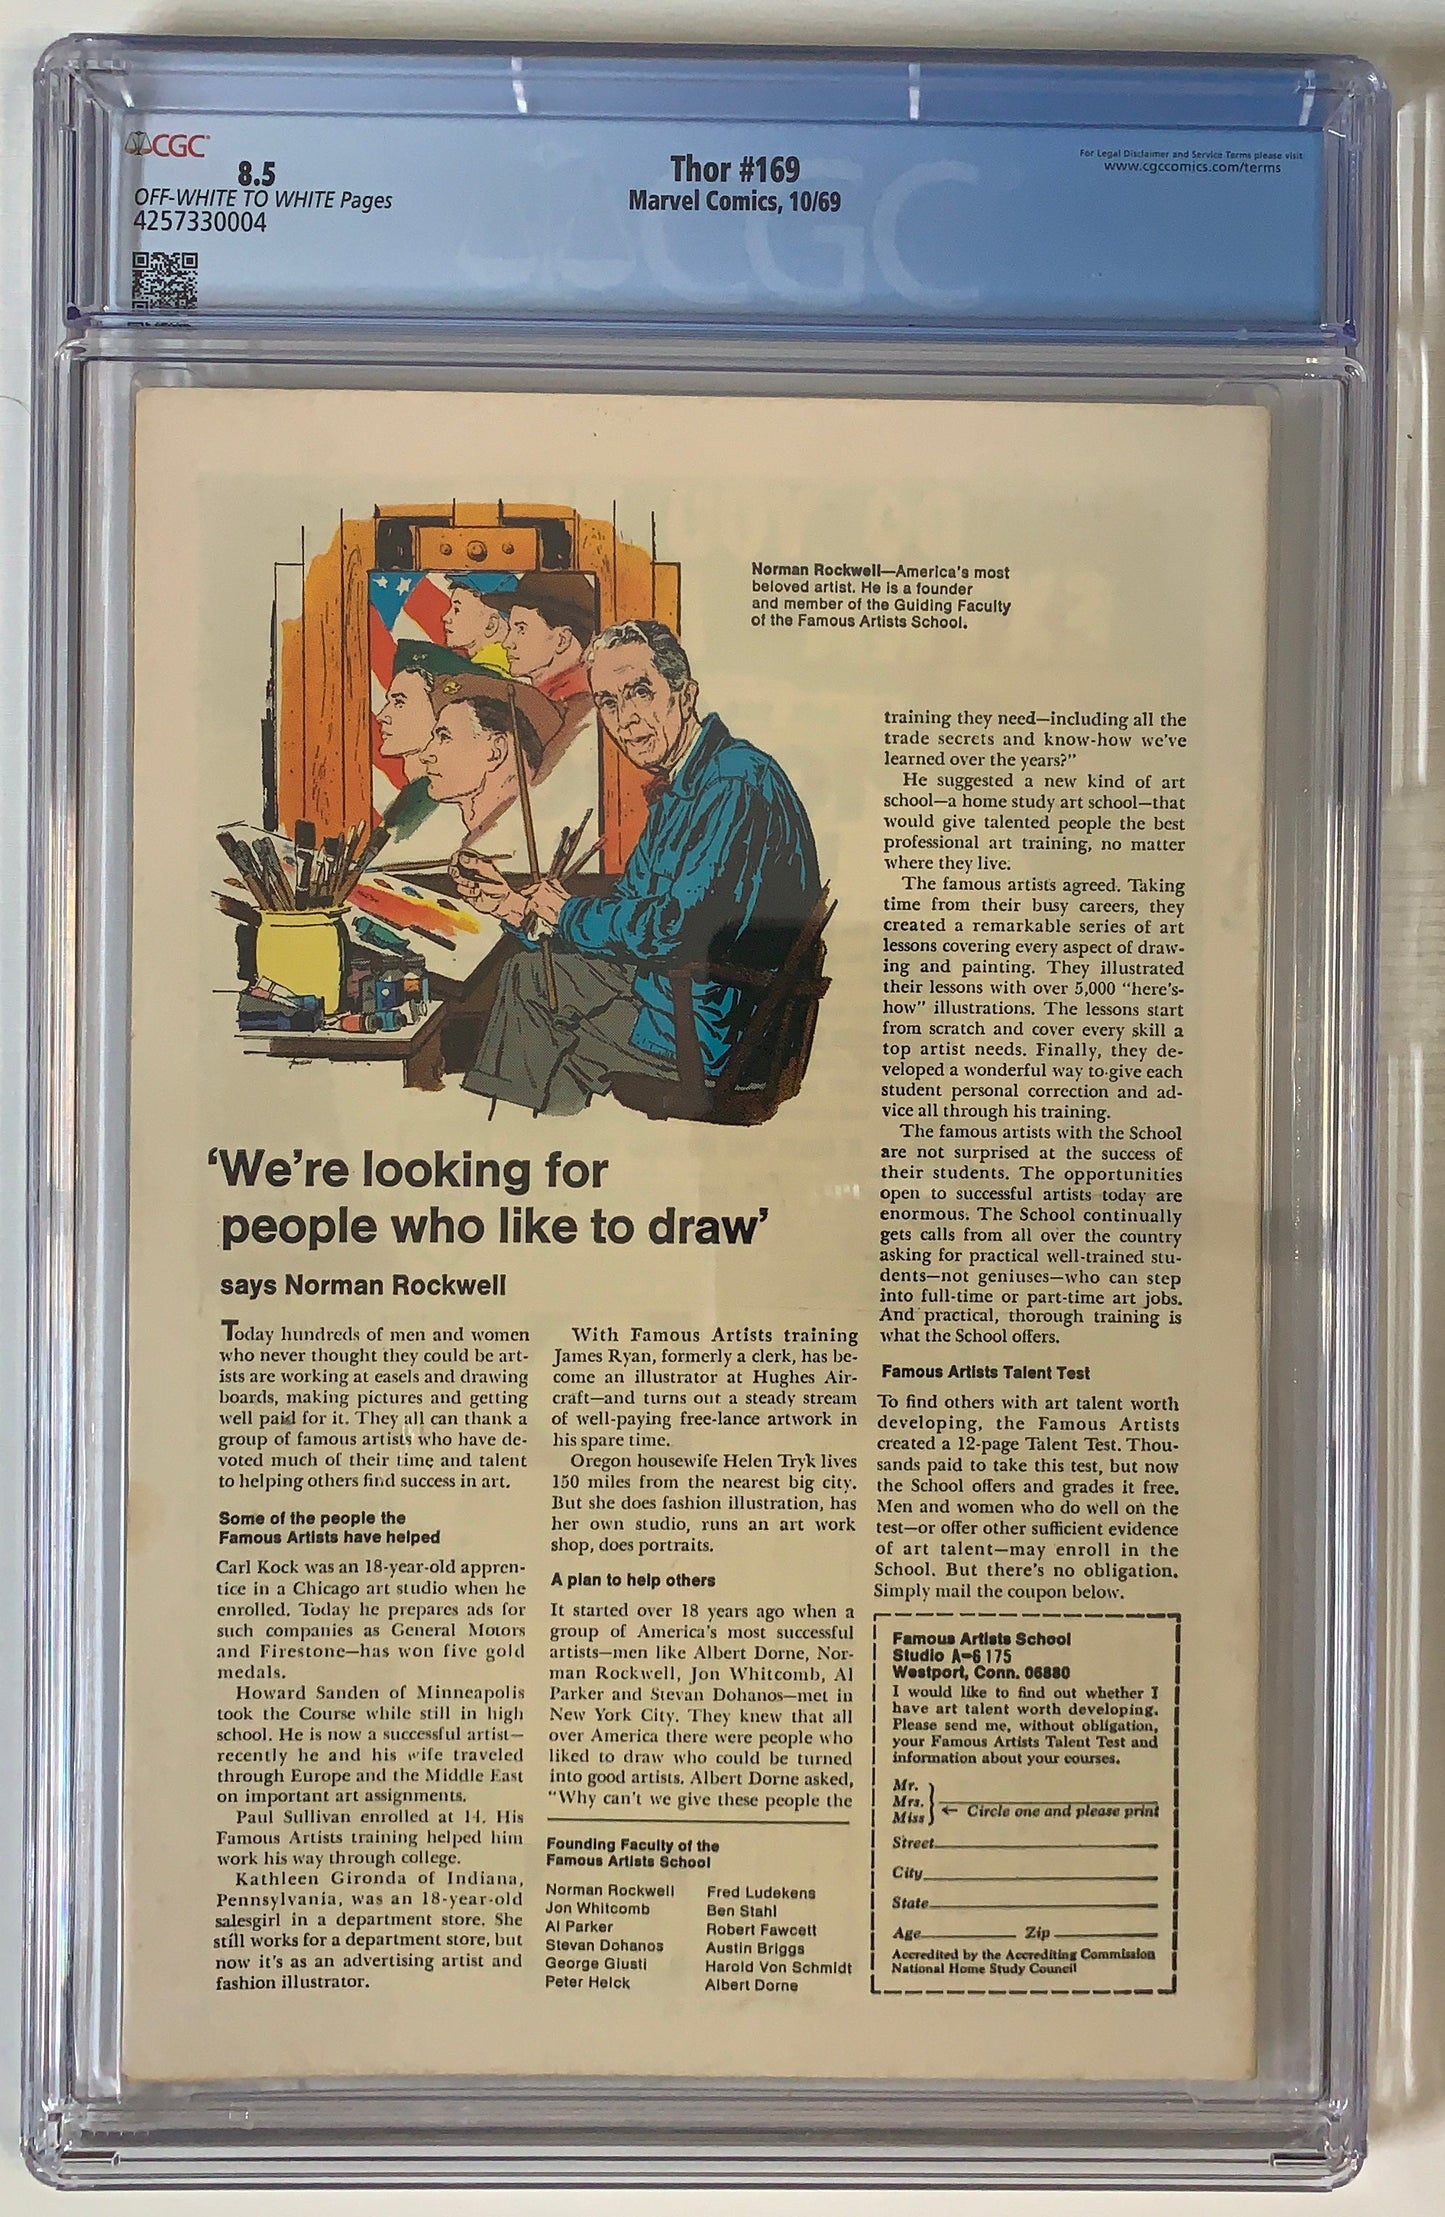 CGC
8.5
OFF-WHITE TO WHITE Pages
4257330004
Thor #169
Marvel Comics, 10/69
For Legal Disclaimer and Service Terms please visit
www.cgccomics.com/terms
CGC
Norman Rockwell—America's most
beloved artist. He is a founder
and member of the Guiding Faculty
of the Famous Artists School.
'We're looking for
people who like to draw'
says Norman Rockwell
Today hundreds of men and women
who never thought they could be art-
ists are working at easels and drawing
boards, making pictures and getting
well paid for it. They all can thank a
group of famous artists who have de-
voted much of their time and talent
to helping others find success in art.
Some of the people the
Famous Artists have helped
Carl Kock was an 18-year-old appren-
tice in a Chicago art studio when he
enrolled. Today he prepares ads for
such companies as General Motors
and Firestone—has won five gold
medals.
Howard Sanden of Minneapolis
took the Course while still in high
school. He is now a successful artist—
recently he and his wife traveled
through Europe and the Middle East
on important art assignments.
Paul Sullivan enrolled at 14. His
Famous Artists training helped him
work his way through college.
Kathleen Gironda of Indiana,
Pennsylvania, was an 18-year-old
salesgirl in a department store. She
still works for a department store, but
now it's as an advertising artist and
fashion illustrator.
With Famous Artists training
James Ryan, formerly a clerk, has be-
come an illustrator at Hughes Air-
craft—and turns out a steady stream
of well-paying free-lance artwork in
his spare time.
Oregon housewife Helen Tryk lives
150 miles from the nearest big city.
But she does fashion illustration, has
her own studio, runs an art work
shop, does portraits.
A plan to help others
It started over 18 years ago when a
group of America's most successful
artists—men like Albert Dorne, Nor-
man Rockwell, Jon Whitcomb, Al
Parker and Stevan Dohanos—met in
New York City. They knew that all
over America there were people who
liked to draw who could be turned
into good artists. Albert Dorne asked,
"Why can't we give these people the
Founding Faculty of the
Famous Artists School
Norman Rockwell
Jon Whitcomb
Al Parker
Stevan Dohanos
George Giusti
Peter Helck
Fred Ludekens
Ben Stahl
Robert Fawcett
Austin Briggs
Harold Von Schmidt
Albert Dorne
training they need—including all the
trade secrets and know-how we've
learned over the years?"
He suggested a new kind of art
school—a home study art school—that
would give talented people the best
professional art training, no matter
where they live.
The famous artists agreed. Taking
time from their busy careers, they
created a remarkable series of art
lessons covering every aspect of draw-
ing and painting. They illustrated
their lessons with over 5,000 "here's-
how" illustrations. The lessons start
from scratch and cover every skill a
top artist needs. Finally, they de-
veloped a wonderful way to give each
student personal correction and ad-
vice all through his training.
The famous artists with the School
are not surprised at the success of
their students. The opportunities
open to successful artists today are
enormous. The School continually
gets calls from all over the country
asking for practical well-trained stu-
dents—not geniuses—who can step
into full-time or part-time art jobs.
And practical, thorough training is
what the School offers.
Famous Artists Talent Test
To find others with art talent worth
developing, the Famous Artists
created a 12-page Talent Test. Thou-
sands paid to take this test, but now
the School offers and grades it free.
Men and women who do well on the
test—or offer other sufficient evidence
of art talent—may enroll in the
School. But there's no obligation.
Simply mail the coupon below.
Famous Artists School
Studio A-6175
Westport, Conn. 06880
I would like to find out whether I
have art talent worth developing.
Please send me, without obligation,
your Famous Artists Talent Test and
information about your courses.
Mr.
Mrs.
Miss
← Circle one and please print
Street
City
State
Age Zip
Accredited by the Accrediting Commission
National Home Study Council